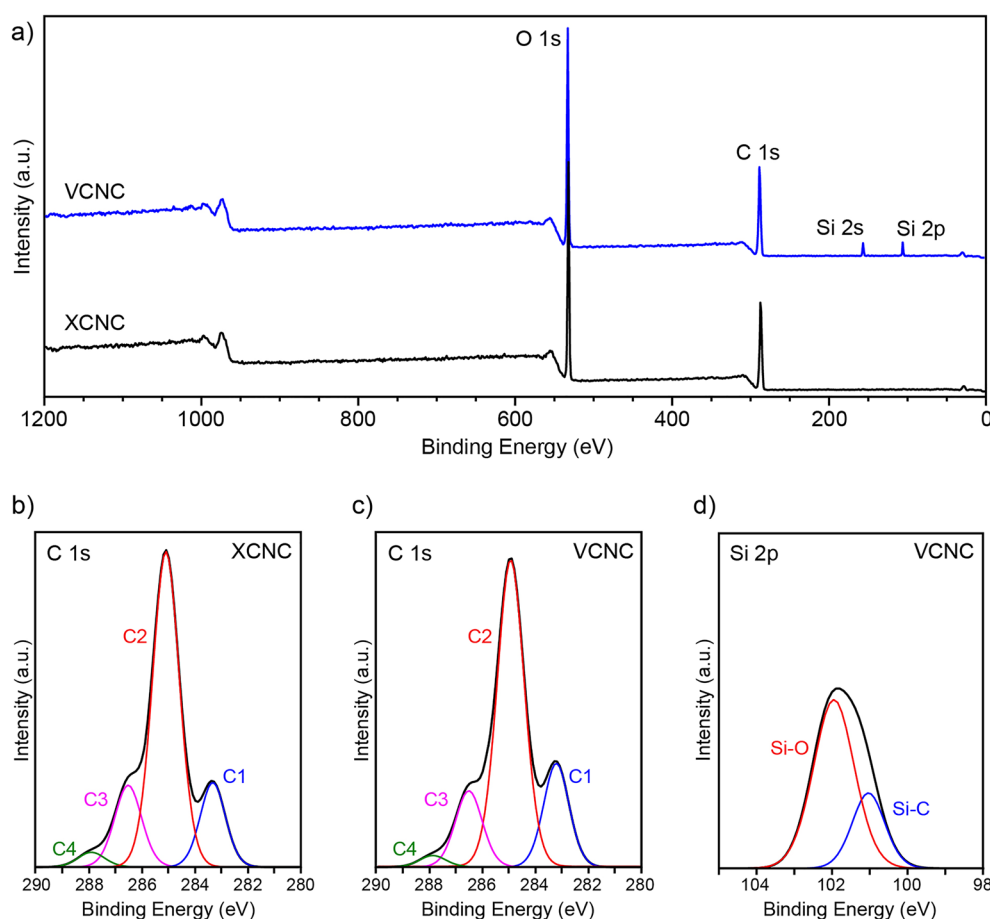 a)
Intensity (a.u.)
O 1s
C 1s
VCNC
Si 2s
Si 2p
XCNC
1200
1000
800
600
400
200
0
Binding Energy (eV)
b)
Intensity (a.u.)
C 1s
XCNC
C2
C3
C1
C4
290
288
286
284
282
280
Binding Energy (eV)
c)
Intensity (a.u.)
C 1s
VCNC
C2
C3
C1
C4
290
288
286
284
282
280
Binding Energy (eV)
d)
Intensity (a.u.)
Si 2p
VCNC
Si-O
Si-C
104
102
100
98
Binding Energy (eV)